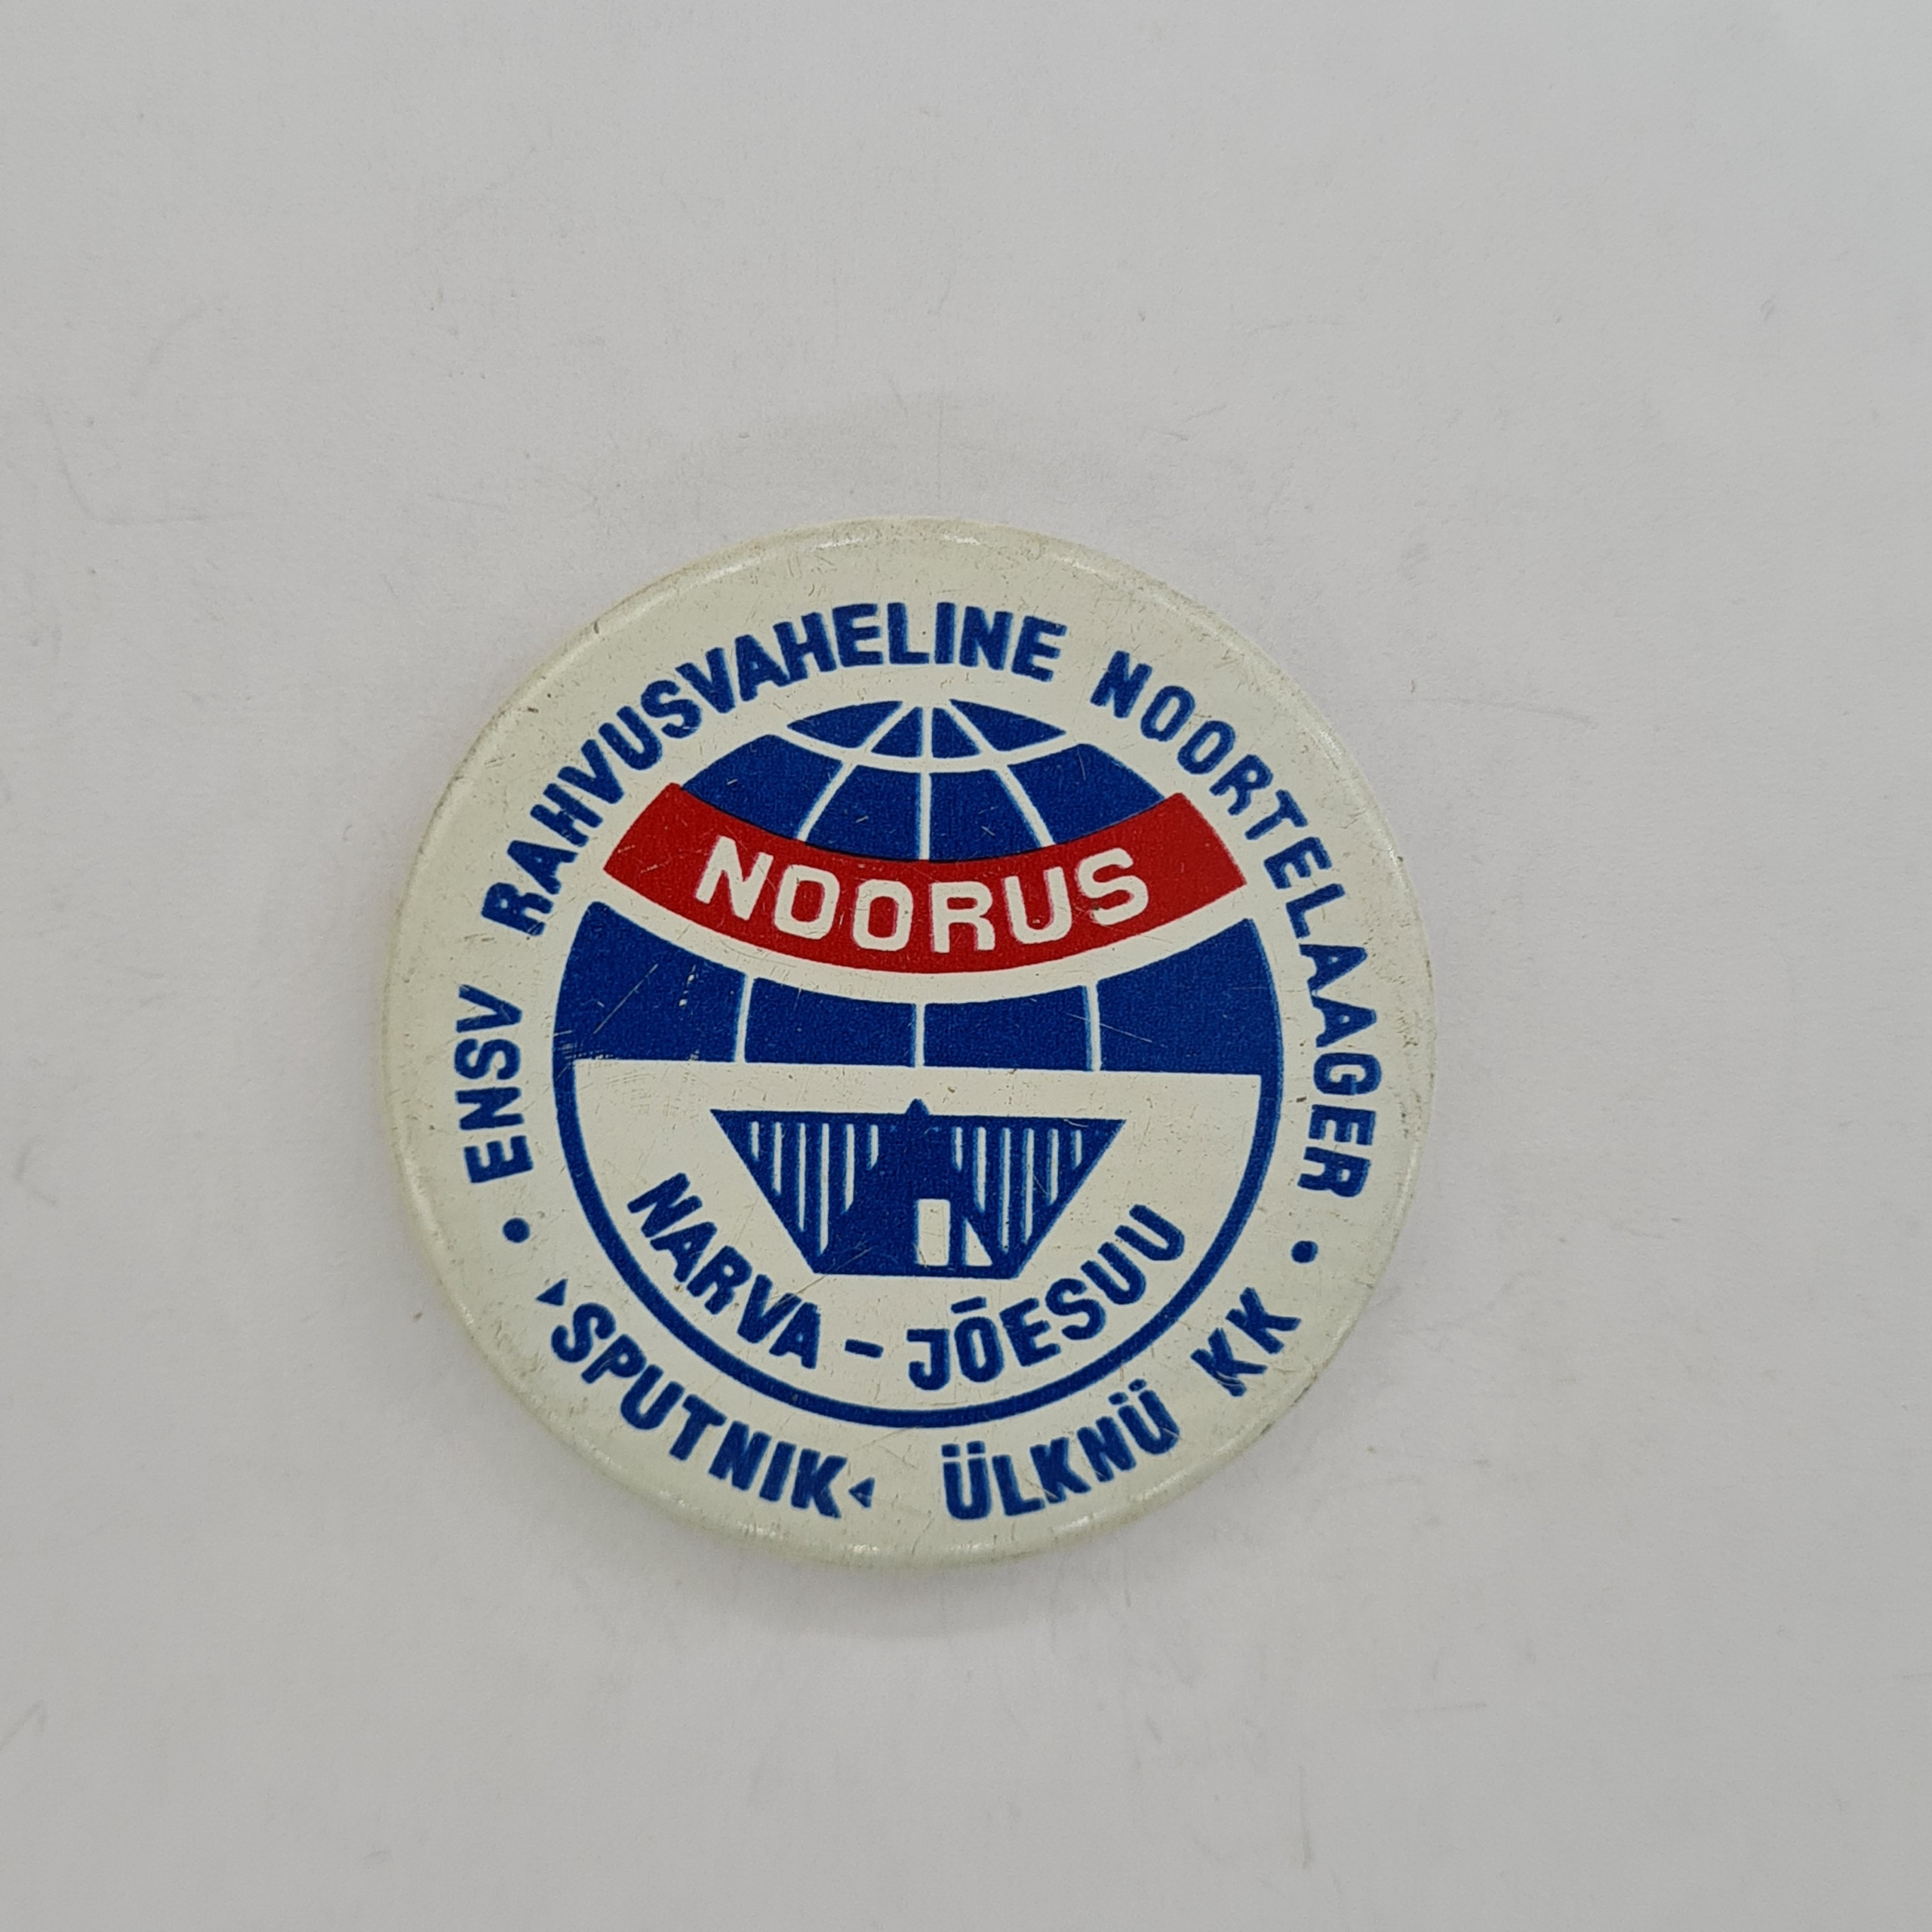 • ENSV RAHVUSVAHELINE NOORTELAAGER •
NOORUS
NARVA - JÕESUU
"SPUTNIK" ÜLKNÜ KK